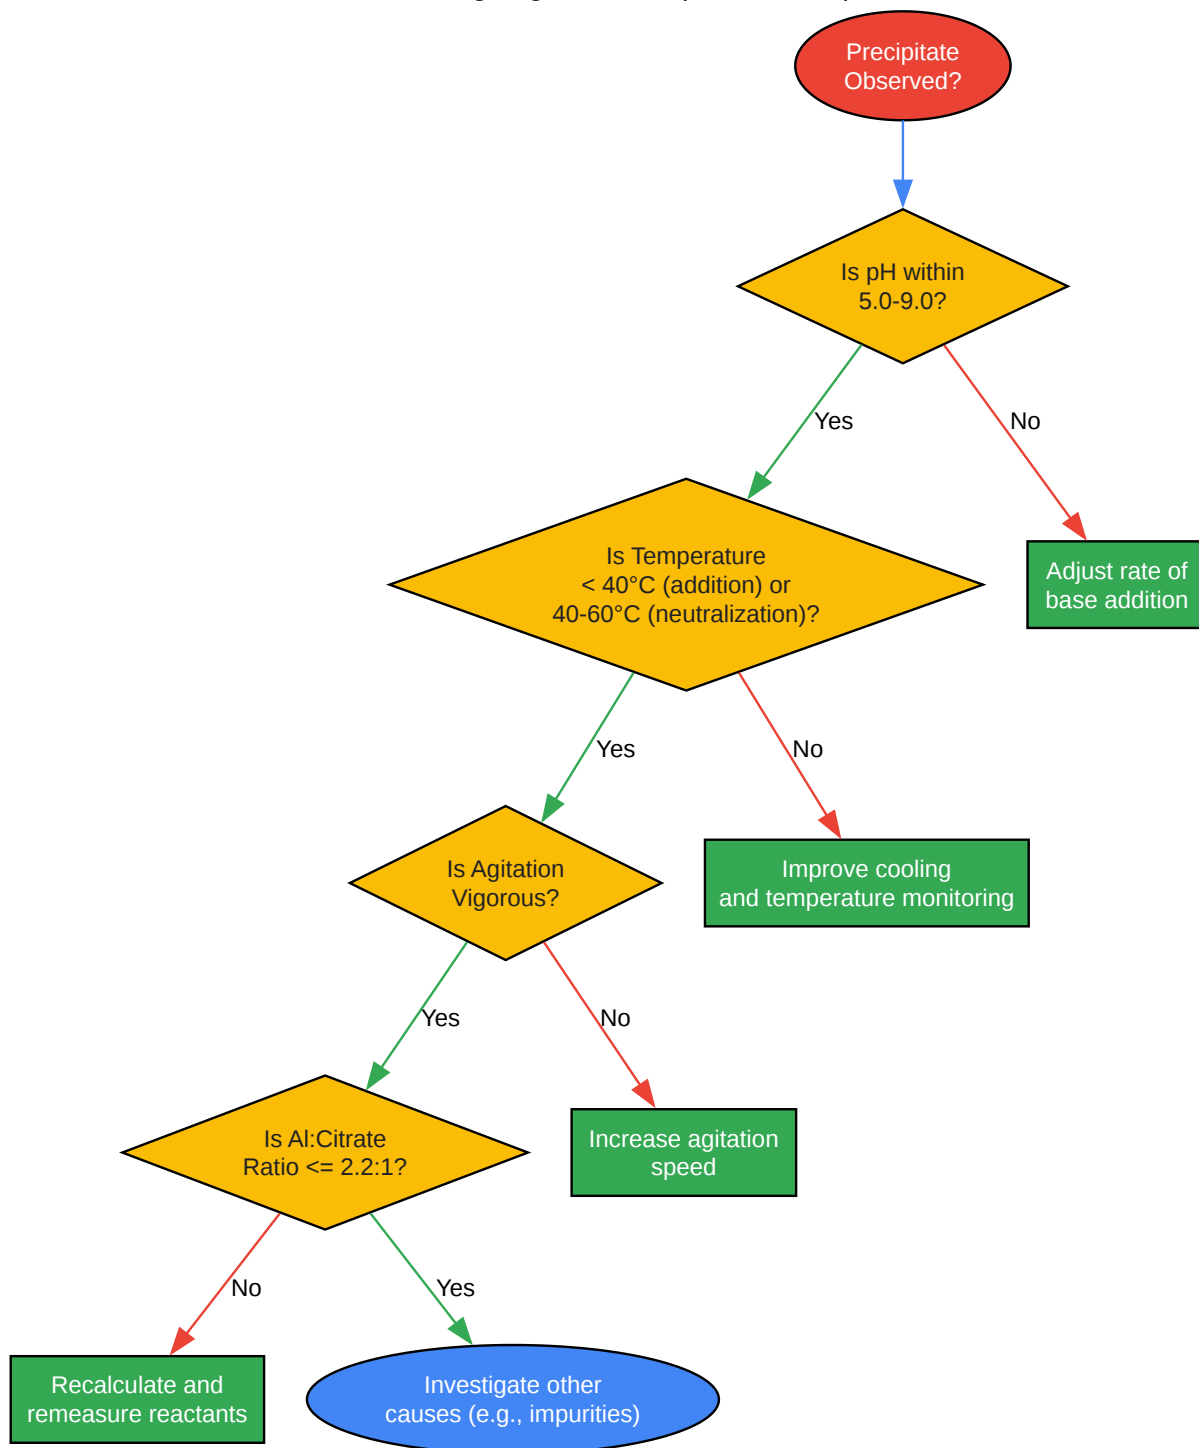 Precipitate
Observed?
Is pH within
5.0-9.0?
Yes
No
Is Temperature
< 40°C (addition) or
40-60°C (neutralization)?
Adjust rate of
base addition
Yes
No
Is Agitation
Vigorous?
Improve cooling
and temperature monitoring
Yes
No
Is Al:Citrate
Ratio <= 2.2:1?
Increase agitation
speed
No
Yes
Recalculate and
remeasure reactants
Investigate other
causes (e.g., impurities)